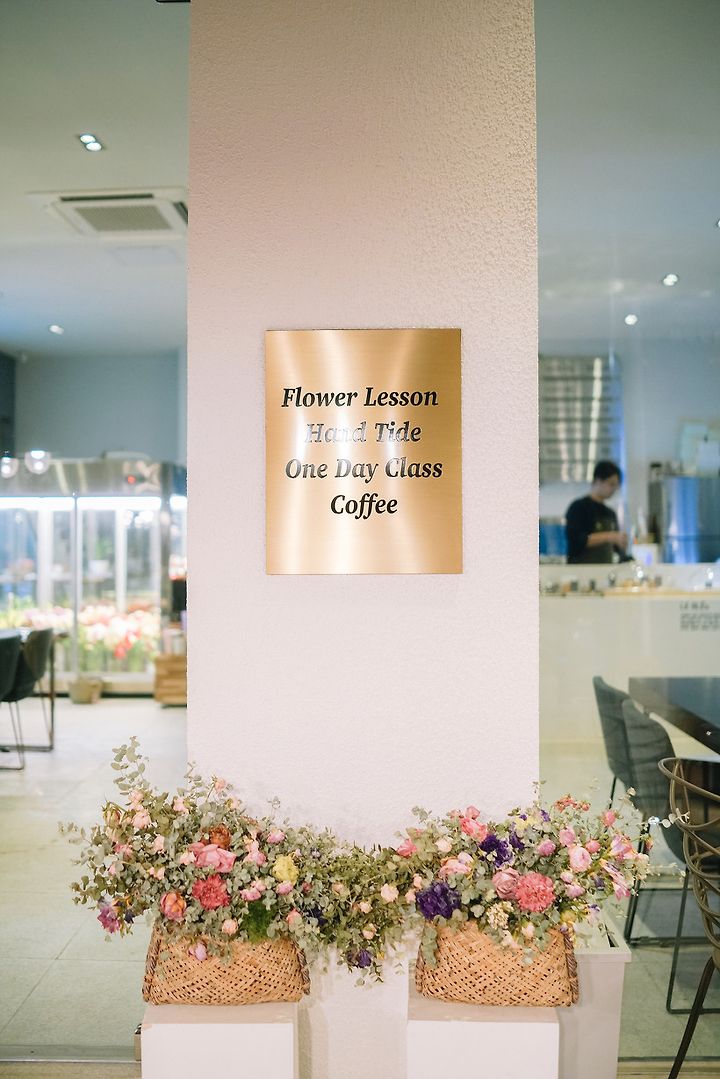 Flower Lesson
Hand Tide
One Day Class
Coffee